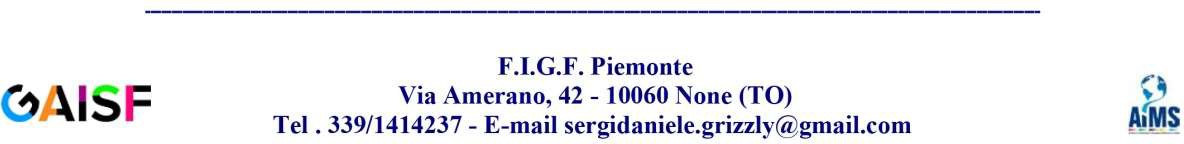 F.I.G.F. Piemonte
GAISF
Via Amerano, 42 - 10060 None (TO)
Tel . 339/1414237 - E-mail sergidaniele.grizzly@gmail.com
AIMS